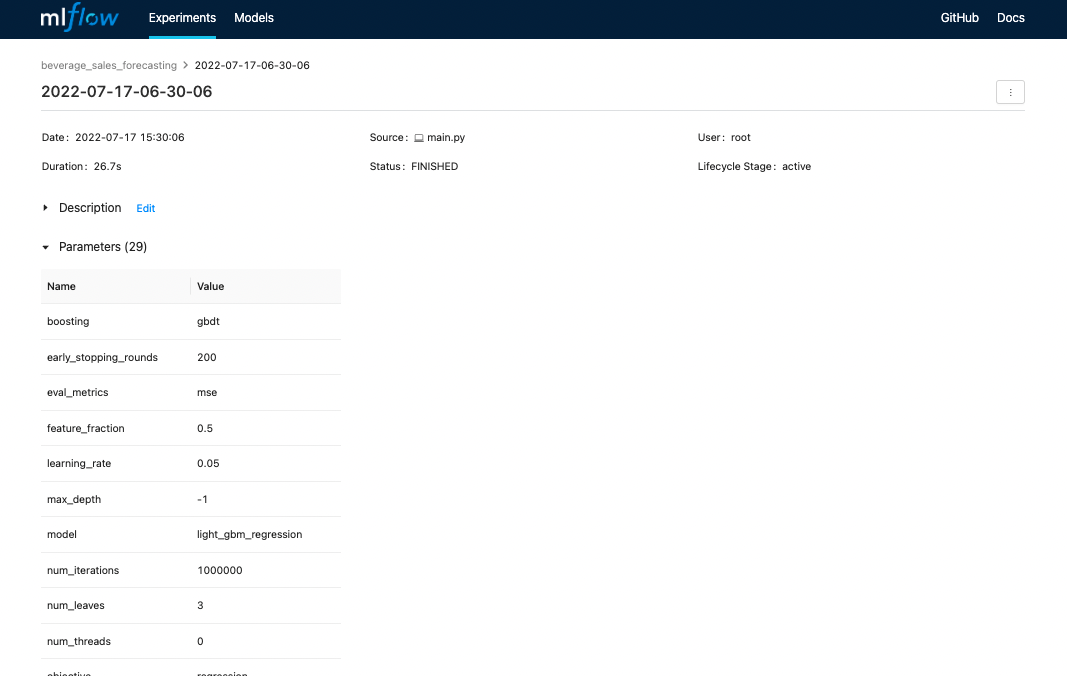 mlflow Experiments Models GitHub Docs
beverage_sales_forecasting > 2022-07-17-06-30-06
2022-07-17-06-30-06
Date: 2022-07-17 15:30:06 Source: main.py User: root
Duration: 26.7s Status: FINISHED Lifecycle Stage: active
Description Edit
Parameters (29)
Name Value
boosting gbdt
early_stopping_rounds 200
eval_metrics mse
feature_fraction 0.5
learning_rate 0.05
max_depth -1
model light_gbm_regression
num_iterations 1000000
num_leaves 3
num_threads 0
objective regression